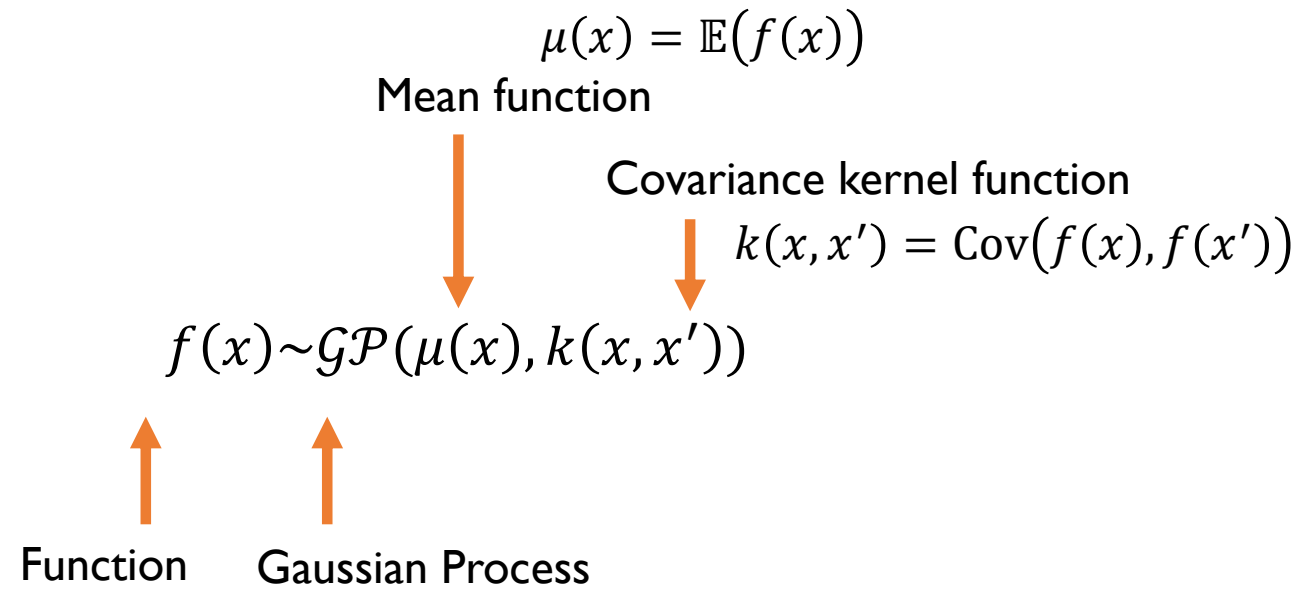 μ(x) = 𝔼(f(x))
Mean function
Covariance kernel function
k(x, x′) = Cov(f(x), f(x′))
f(x)~𝒢𝒫(μ(x), k(x, x′))
Function Gaussian Process